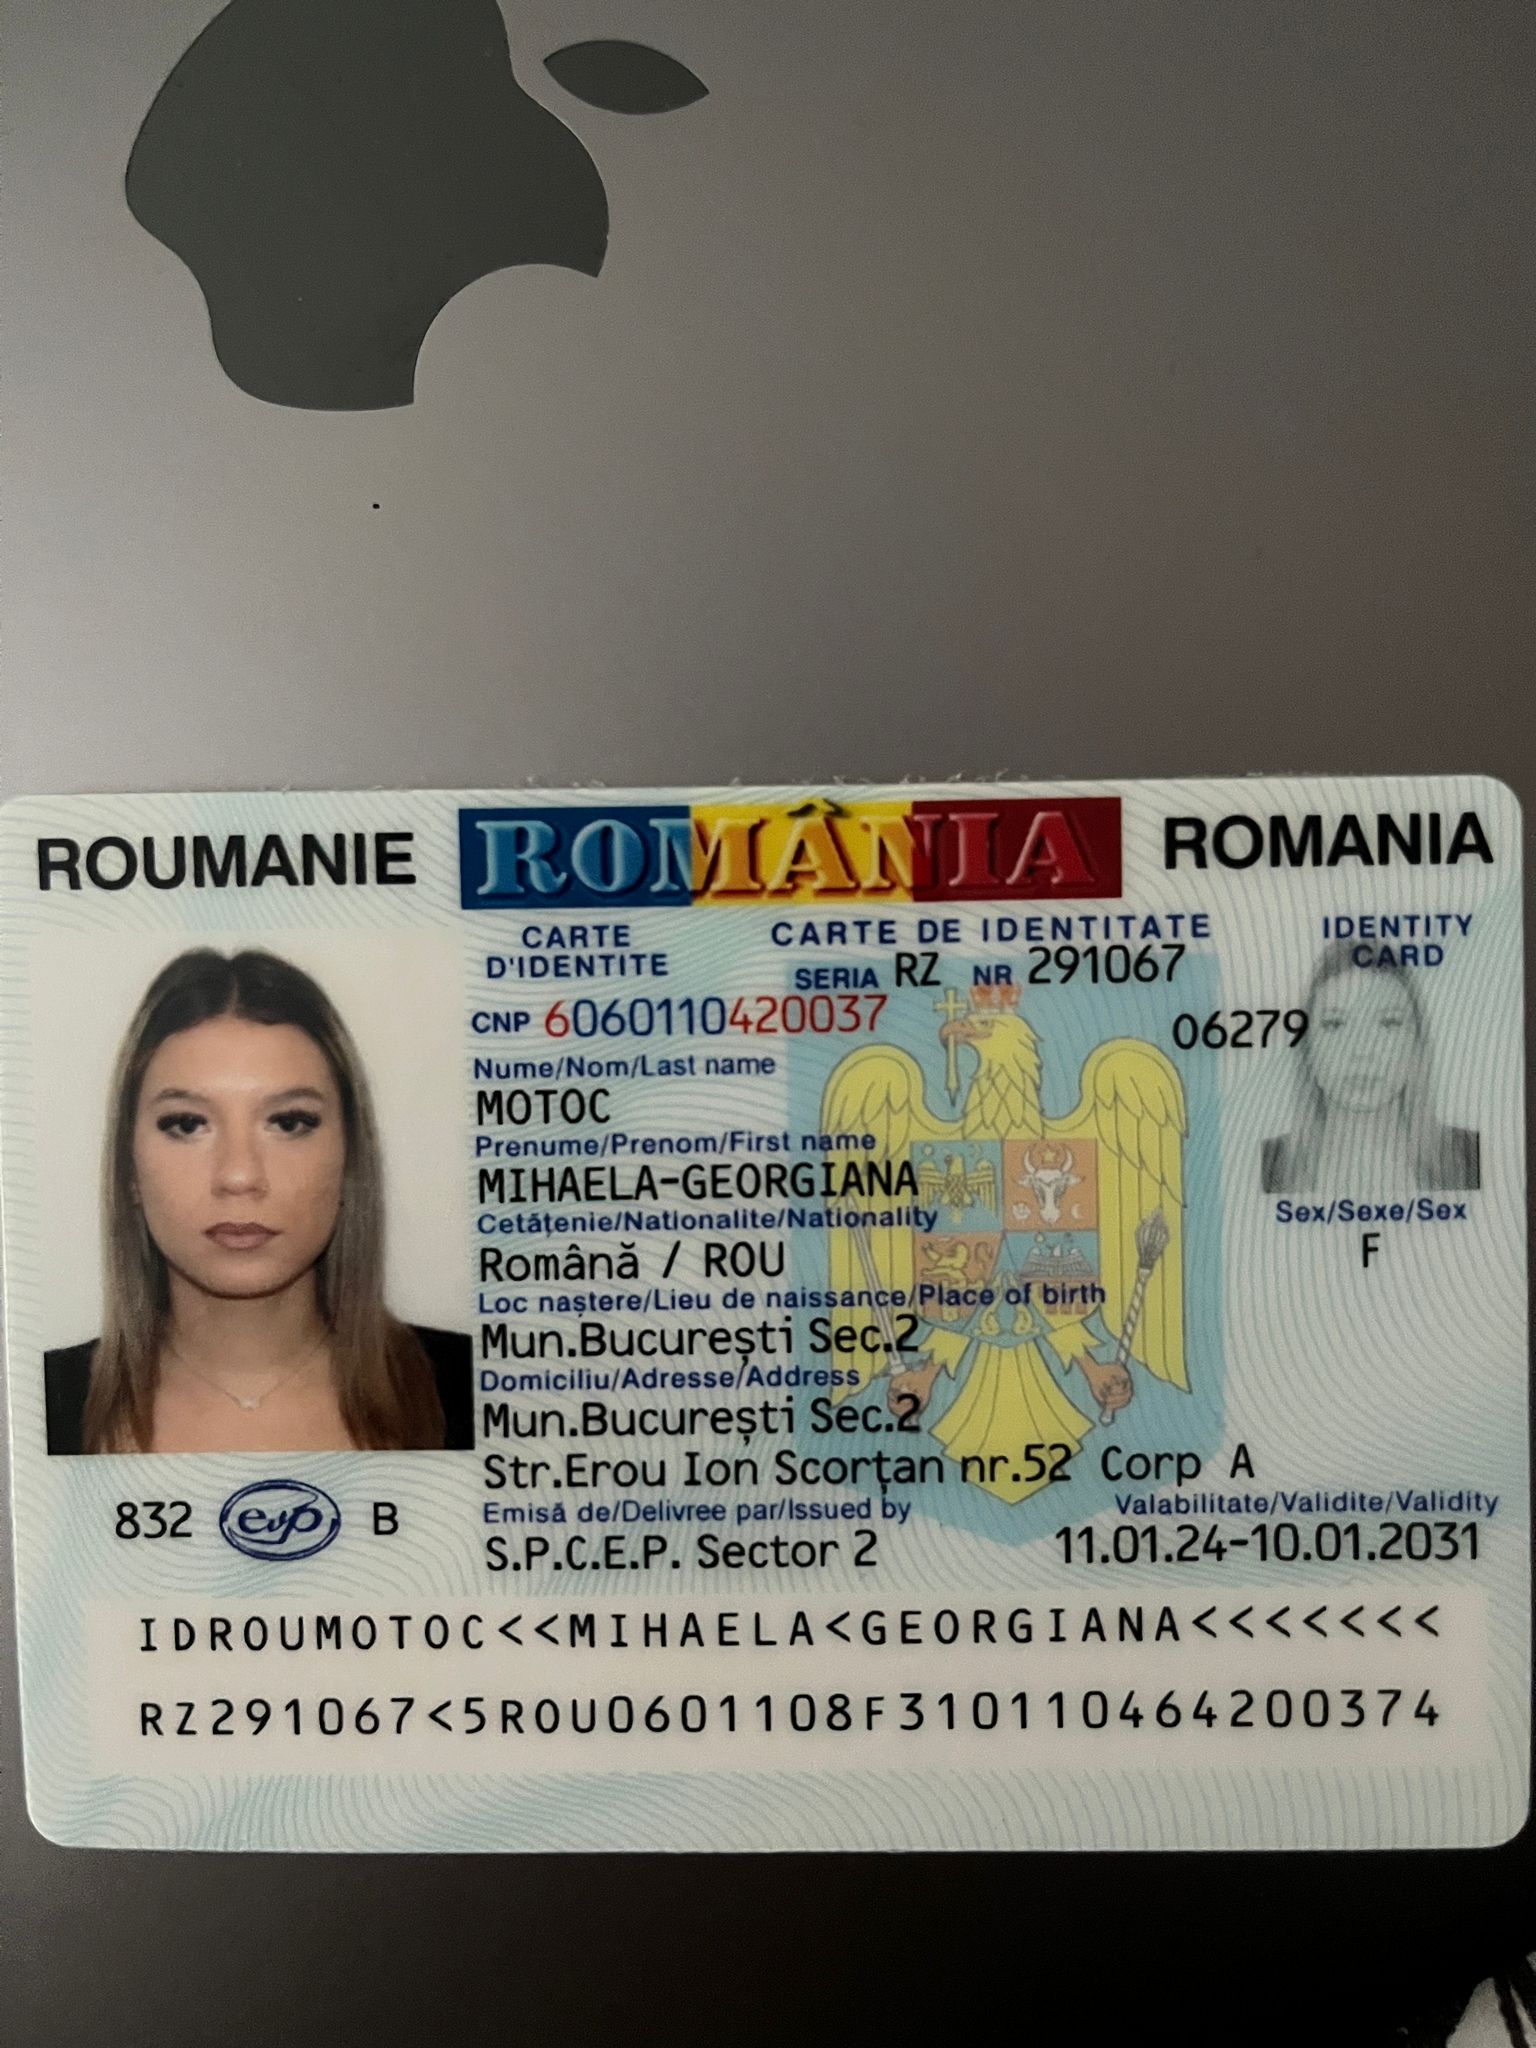 ROUMANIE ROMÂNIA ROMANIA
CARTE D'IDENTITE
CARTE DE IDENTITATE
IDENTITY CARD
SERIA RZ NR 291067
CNP 6060110420037
06279
Nume/Nom/Last name
MOTOC
Prenume/Prenom/First name
MIHAELA-GEORGIANA
Cetățenie/Nationalite/Nationality
Română / ROU
Sex/Sexe/Sex
F
Loc naștere/Lieu de naissance/Place of birth
Mun.București Sec.2
Domiciliu/Adresse/Address
Mun.București Sec.2
Str.Erou Ion Scorțan nr.52 Corp A
Emisă de/Delivree par/Issued by
S.P.C.E.P. Sector 2
Valabilitate/Validite/Validity
11.01.24-10.01.2031
832 evp B
IDROUMOTOC<<MIHAELA<GEORGIANA<<<<<<<
RZ291067<5ROU0601108F310110464200374